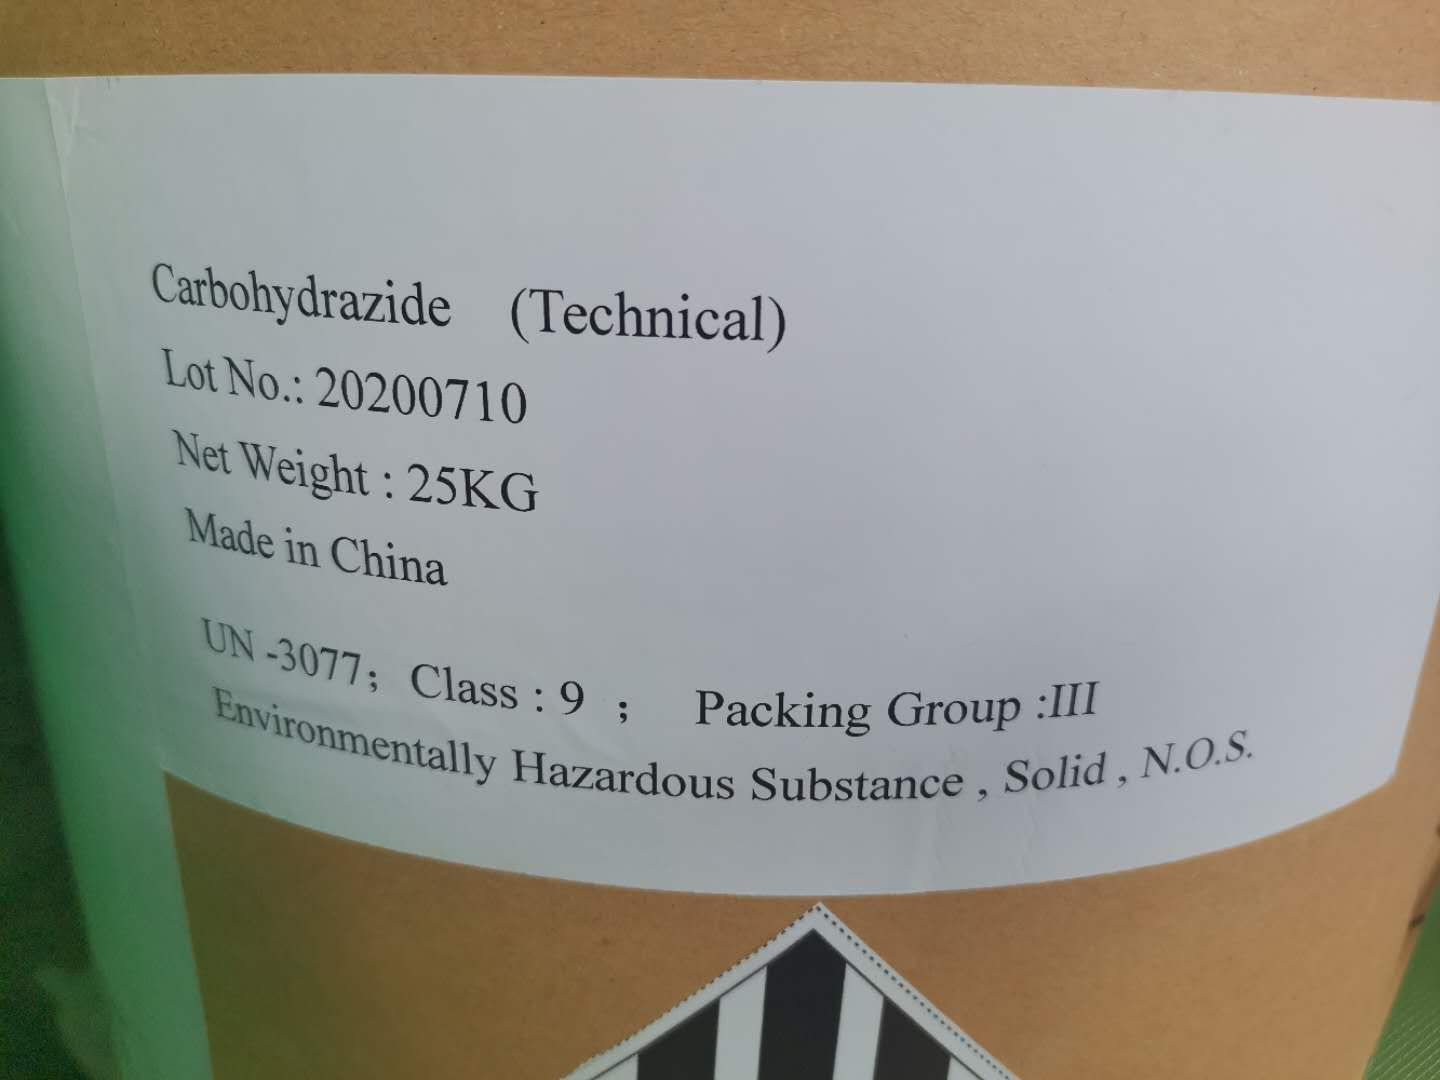 Carbohydrazide (Technical)
Lot No.: 20200710
Net Weight : 25KG
Made in China
UN -3077; Class : 9 ; Packing Group :III
Environmentally Hazardous Substance , Solid , N.O.S.